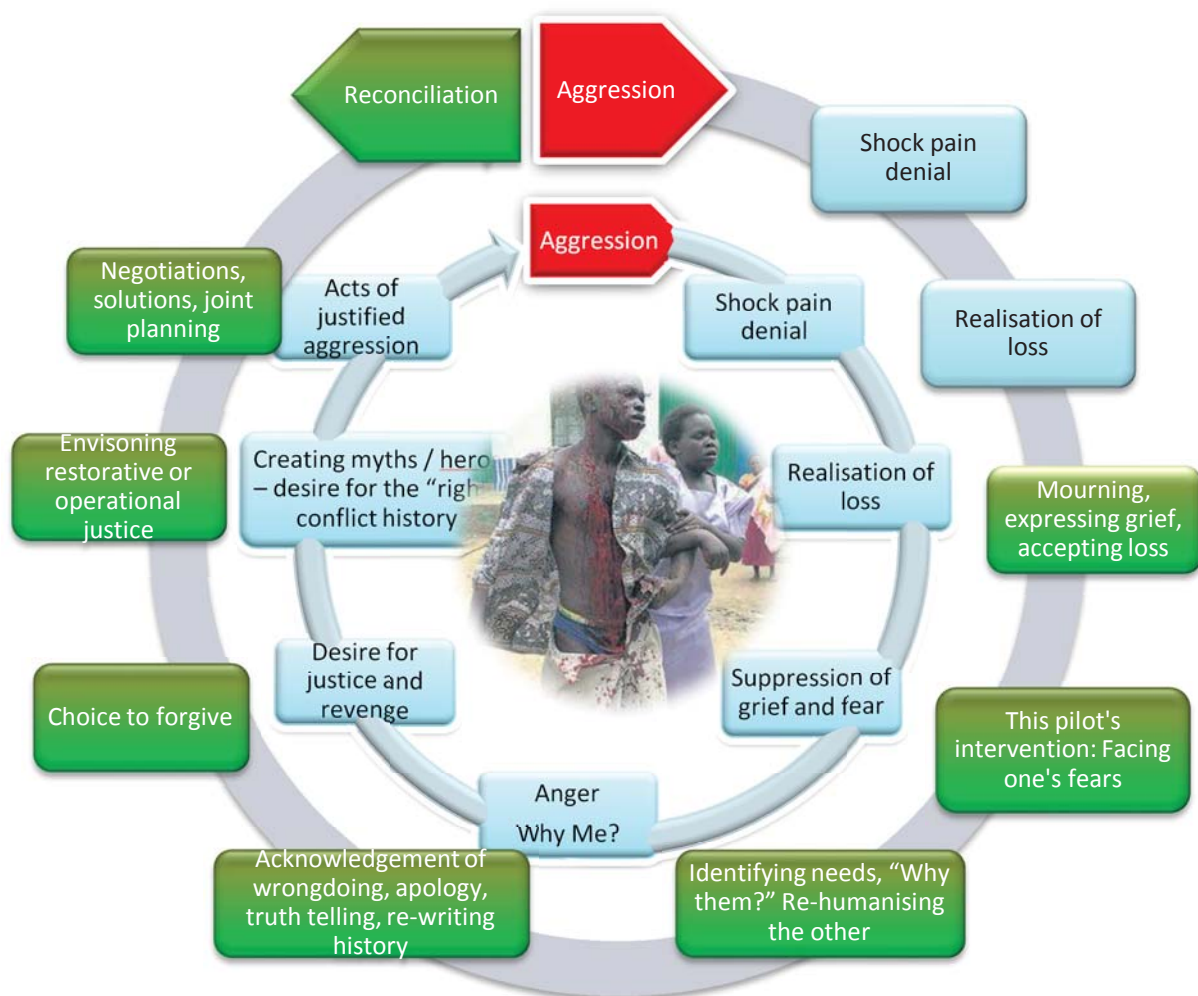 Reconciliation
Aggression
Shock pain
denial
Realisation of
loss
Mourning,
expressing grief,
accepting loss
This pilot's
intervention: Facing
one's fears
Identifying needs, “Why
them?” Re-humanising
the other
Acknowledgement of
wrongdoing, apology,
truth telling, re-writing
history
Choice to forgive
Envisoning
restorative or
operational
justice
Negotiations,
solutions, joint
planning
Aggression
Shock pain
denial
Realisation of
loss
Suppression of
grief and fear
Anger
Why Me?
Desire for
justice and
revenge
Creating myths / hero
– desire for the “righ
conflict history
Acts of
justified
aggression